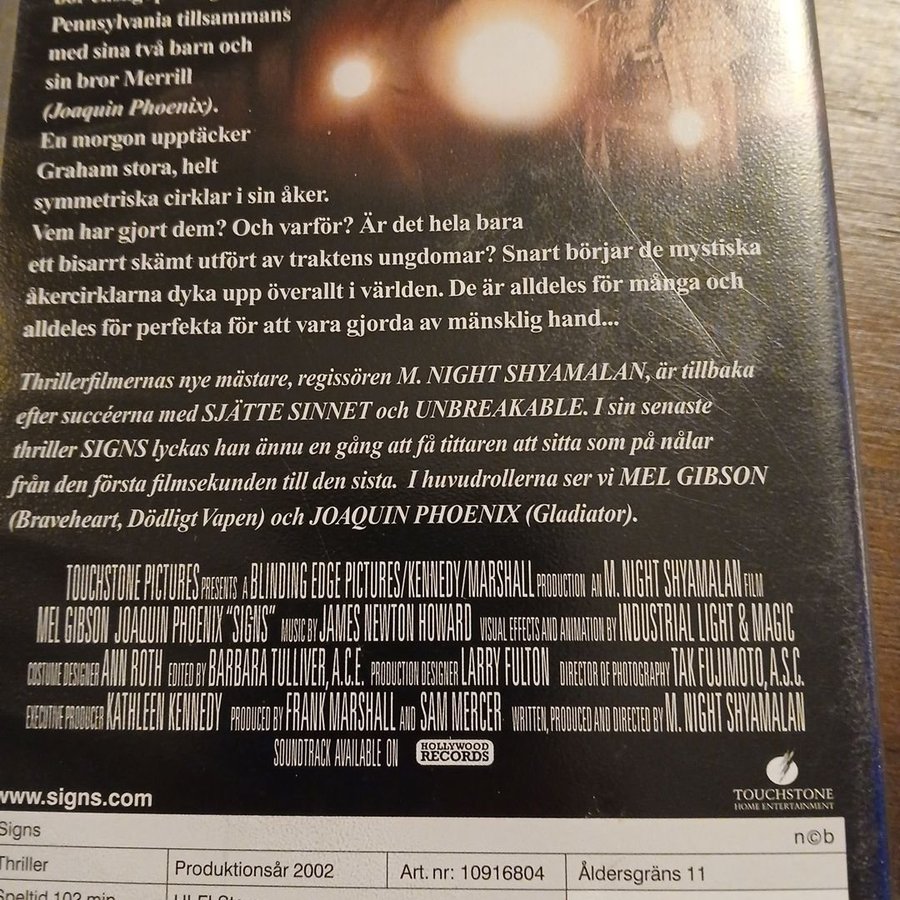 Pennsylvania tillsammans
med sina två barn och
sin bror Merrill
(Joaquin Phoenix).
En morgon upptäcker
Graham stora, helt
symmetriska cirklar i sin åker.
Vem har gjort dem? Och varför? Är det hela bara
ett bisarrt skämt utfört av traktens ungdomar? Snart börjar de mystiska
åkercirklarna dyka upp överallt i världen. De är alldeles för många och
alldeles för perfekta för att vara gjorda av mänsklig hand...
Thrillerfilmernas nye mästare, regissören M. NIGHT SHYAMALAN, är tillbaka
efter succéerna med SJÄTTE SINNET och UNBREAKABLE. I sin senaste
thriller SIGNS lyckas han ännu en gång att få tittaren att sitta som på nålar
från den första filmsekunden till den sista. I huvudrollerna ser vi MEL GIBSON
(Braveheart, Dödligt Vapen) och JOAQUIN PHOENIX (Gladiator).
TOUCHSTONE PICTURES PRESENTS A BLINDING EDGE PICTURES/KENNEDY/MARSHALL PRODUCTION AN M. NIGHT SHYAMALAN FILM
MEL GIBSON JOAQUIN PHOENIX "SIGNS" MUSIC BY JAMES NEWTON HOWARD VISUAL EFFECTS AND ANIMATION BY INDUSTRIAL LIGHT & MAGIC
COSTUME DESIGNER ANN ROTH EDITED BY BARBARA TULLIVER, A.C.E. PRODUCTION DESIGNER LARRY FULTON DIRECTOR OF PHOTOGRAPHY TAK FUJIMOTO, A.S.C.
EXECUTIVE PRODUCER KATHLEEN KENNEDY PRODUCED BY FRANK MARSHALL AND SAM MERCER WRITTEN, PRODUCED AND DIRECTED BY M. NIGHT SHYAMALAN
SOUNDTRACK AVAILABLE ON HOLLYWOOD RECORDS
www.signs.com
TOUCHSTONE
HOME ENTERTAINMENT
Signs n©b
Thriller Produktionsår 2002 Art. nr: 10916804 Åldersgräns 11
Speltid 102 min